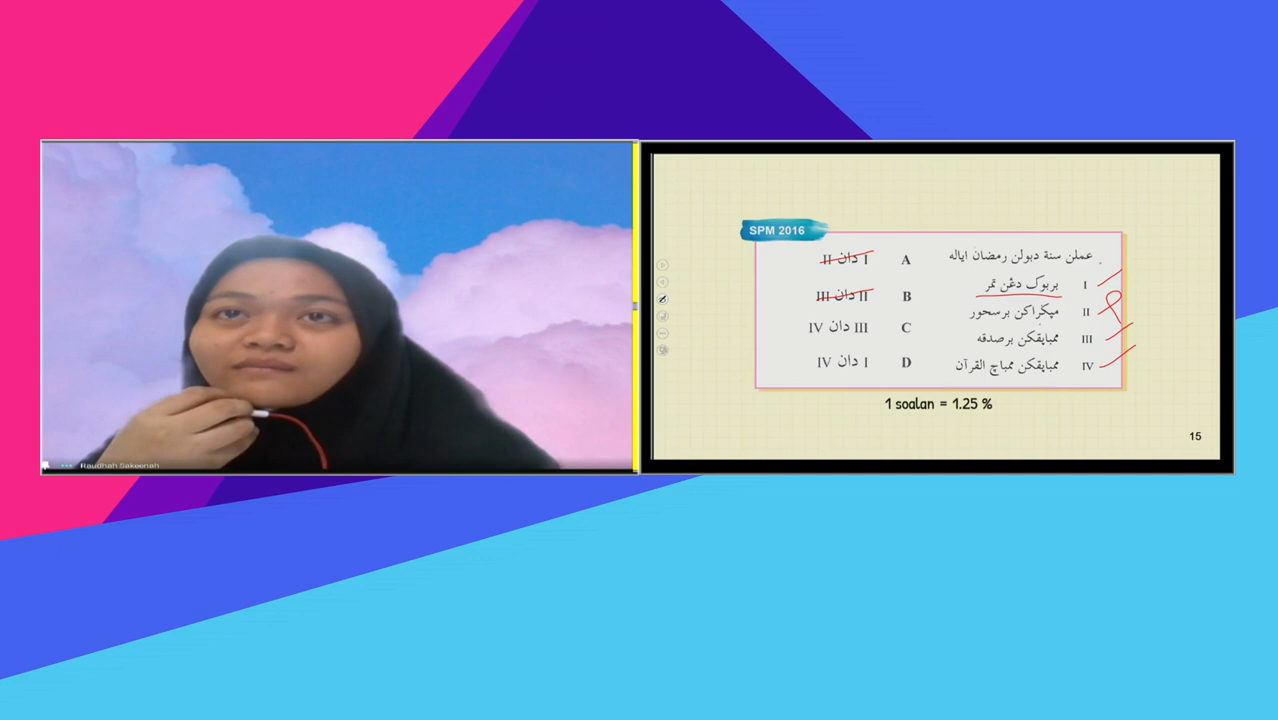 SPM 2016
عملن سنة دبولن رمضان اياله
I بربوک دڠن تمر
II ميڬراکن برسحور
III ممباڽقکن برصدقه
IV ممباڽقکن ممباچ القرآن
A I دان II
B II دان III
C III دان IV
D I دان IV
1 soalan = 1.25 %
15
Raudhah Sakeenah